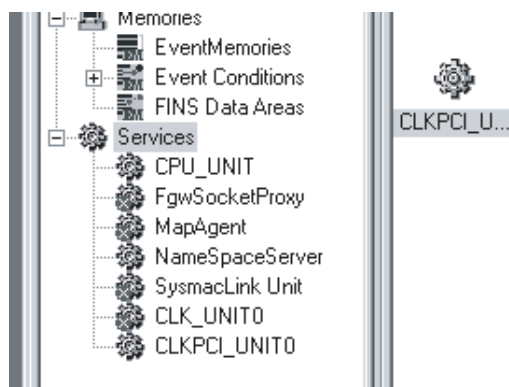 Memories
EventMemories
Event Conditions
FINS Data Areas
Services
CPU_UNIT
FgwSocketProxy
MapAgent
NameSpaceServer
SysmacLink Unit
CLK_UNIT0
CLKPCI_UNIT0
CLKPCI_U...